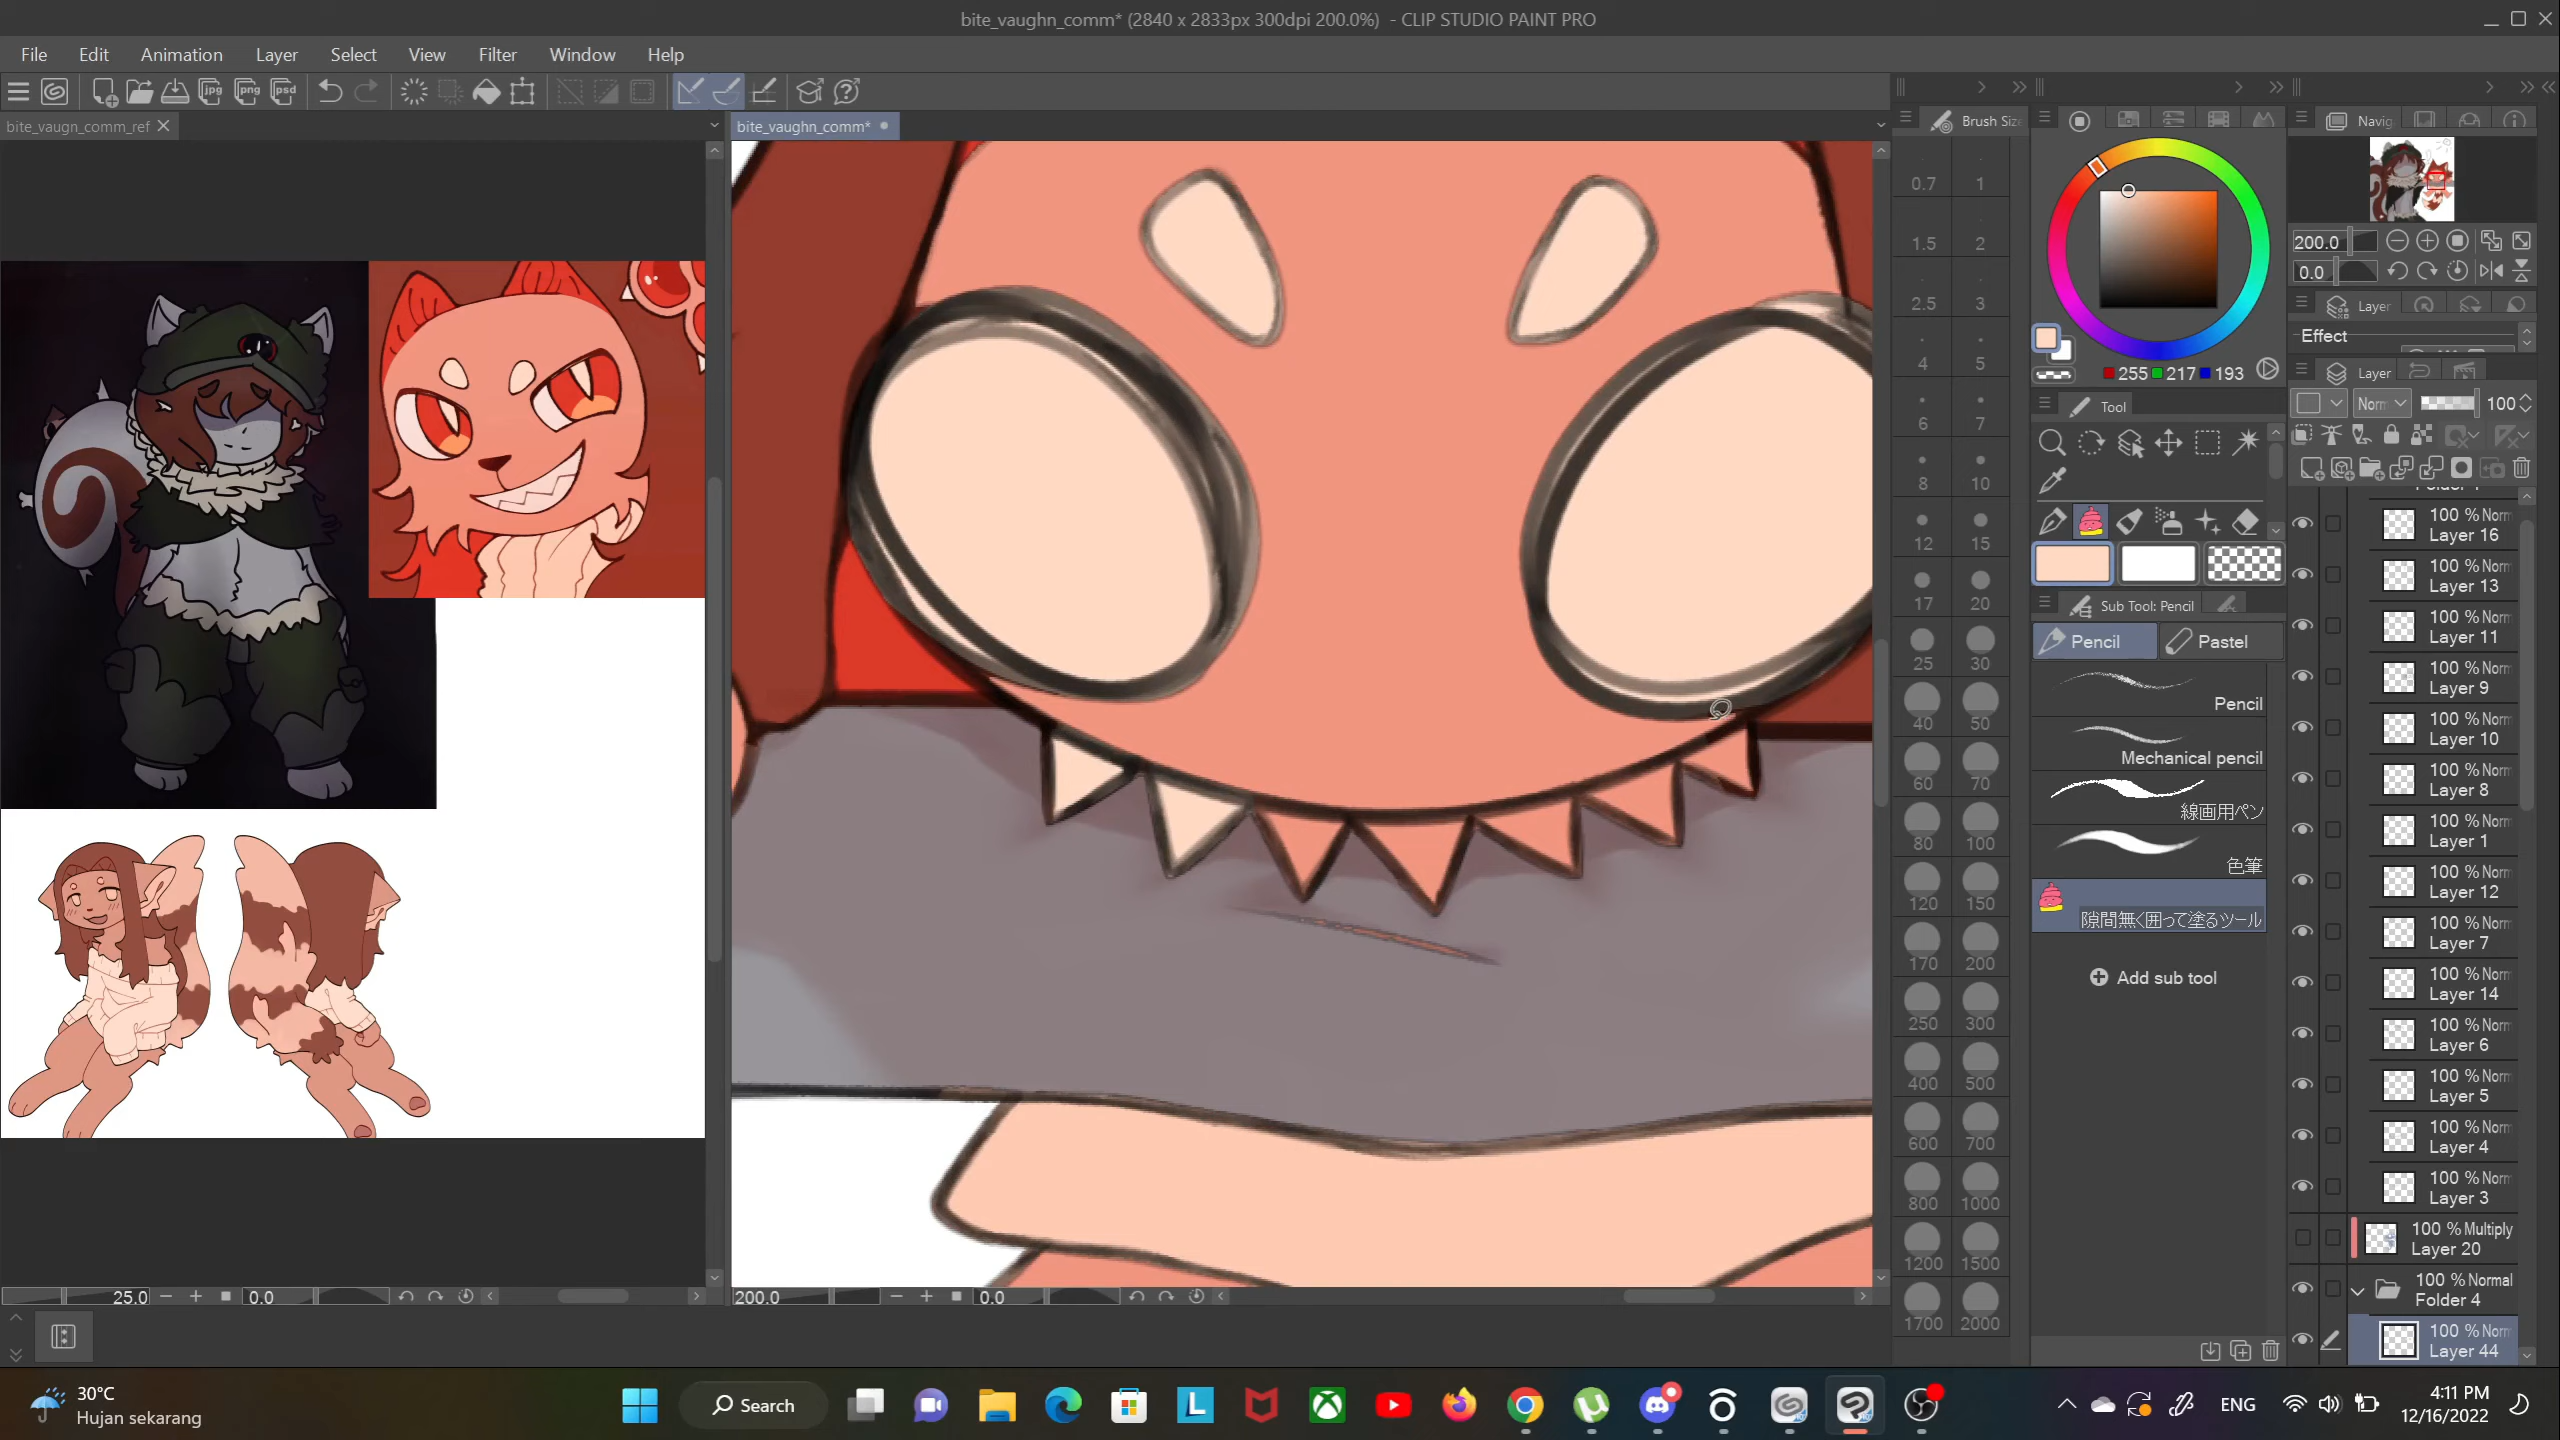 bite_vaughn_comm* (2840 x 2833px 300dpi 200.0%) - CLIP STUDIO PAINT PRO
File Edit Animation Layer Select View Filter Window Help
jpg png psd
bite_vaugn_comm_ref
bite_vaughn_comm*
Brush Size
0.7 1
1.5 2
2.5 3
4 5
6 7
8 10
12 15
17 20
25 30
40 50
60 70
80 100
120 150
170 200
250 300
400 500
600 700
800 1000
1200 1500
1700 2000
255 217 193
Tool
Sub Tool: Pencil
Pencil Pastel
Pencil
Mechanical pencil
線画用ペン
色筆
隙間無く囲って塗るツール
Add sub tool
Navig
200.0
0.0
Layer
Effect
Layer
Norm 100
100 % Norm
Layer 16
100 % Norm
Layer 13
100 % Norm
Layer 11
100 % Norm
Layer 9
100 % Norm
Layer 10
100 % Norm
Layer 8
100 % Norm
Layer 1
100 % Norm
Layer 12
100 % Norm
Layer 7
100 % Norm
Layer 14
100 % Norm
Layer 6
100 % Norm
Layer 5
100 % Norm
Layer 4
100 % Norm
Layer 3
100 % Multiply
Layer 20
100 % Normal
Folder 4
100 % Norm
Layer 44
25.0 0.0
200.0 0.0
30°C
Hujan sekarang
Search
ENG
4:11 PM
12/16/2022